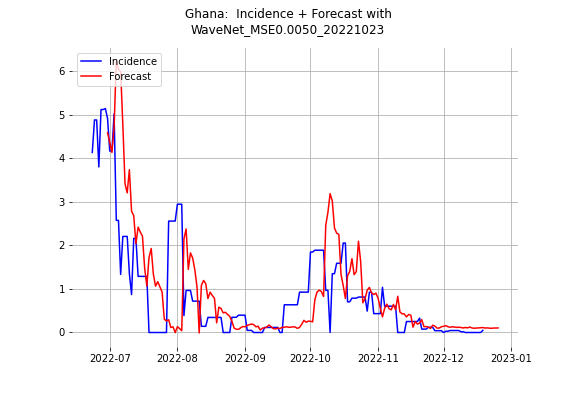 Ghana:  Incidence + Forecast with
WaveNet_MSE0.0050_20221023
Incidence
Forecast
6
5
4
3
2
1
0
2022-07 2022-08 2022-09 2022-10 2022-11 2022-12 2023-01